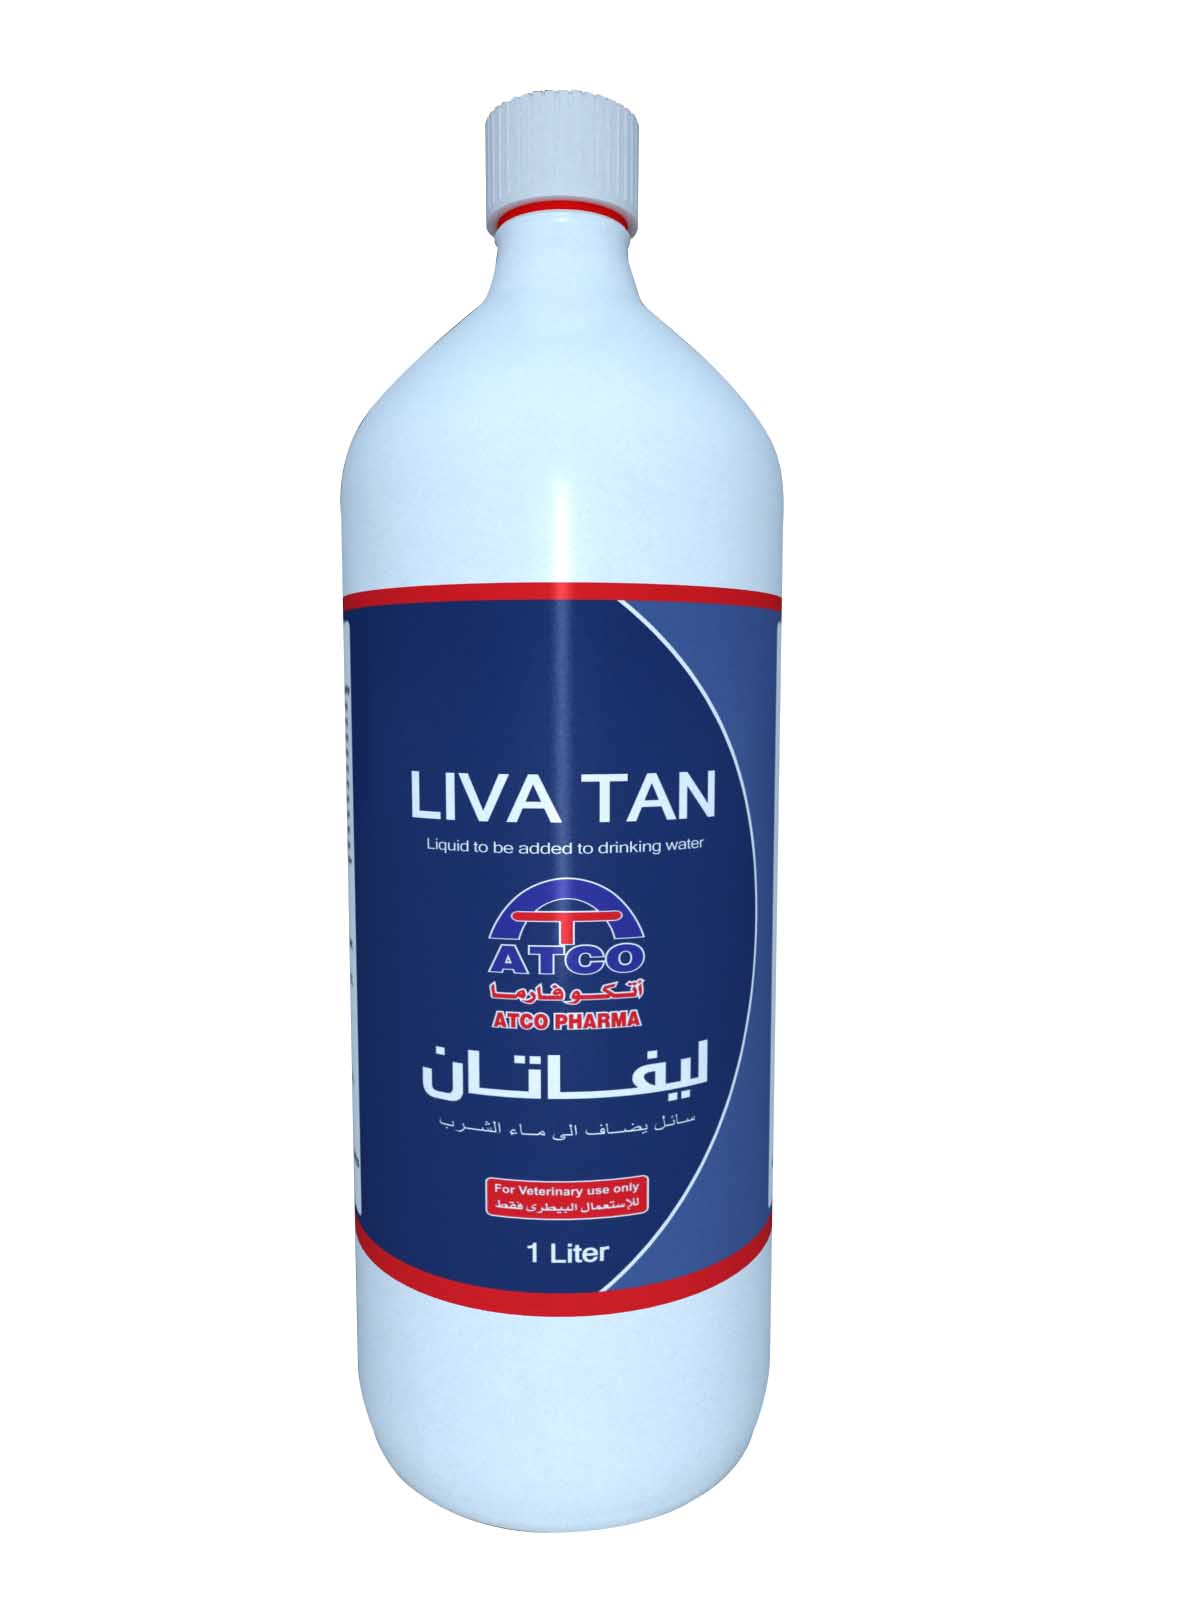 LIVA TAN
Liquid to be added to drinking water
ATCO
أتكو فارما
ATCO PHARMA
ليفاتان
سائل يضاف الى ماء الشرب
For Veterinary use only
للإستعمال البيطرى فقط
1 Liter